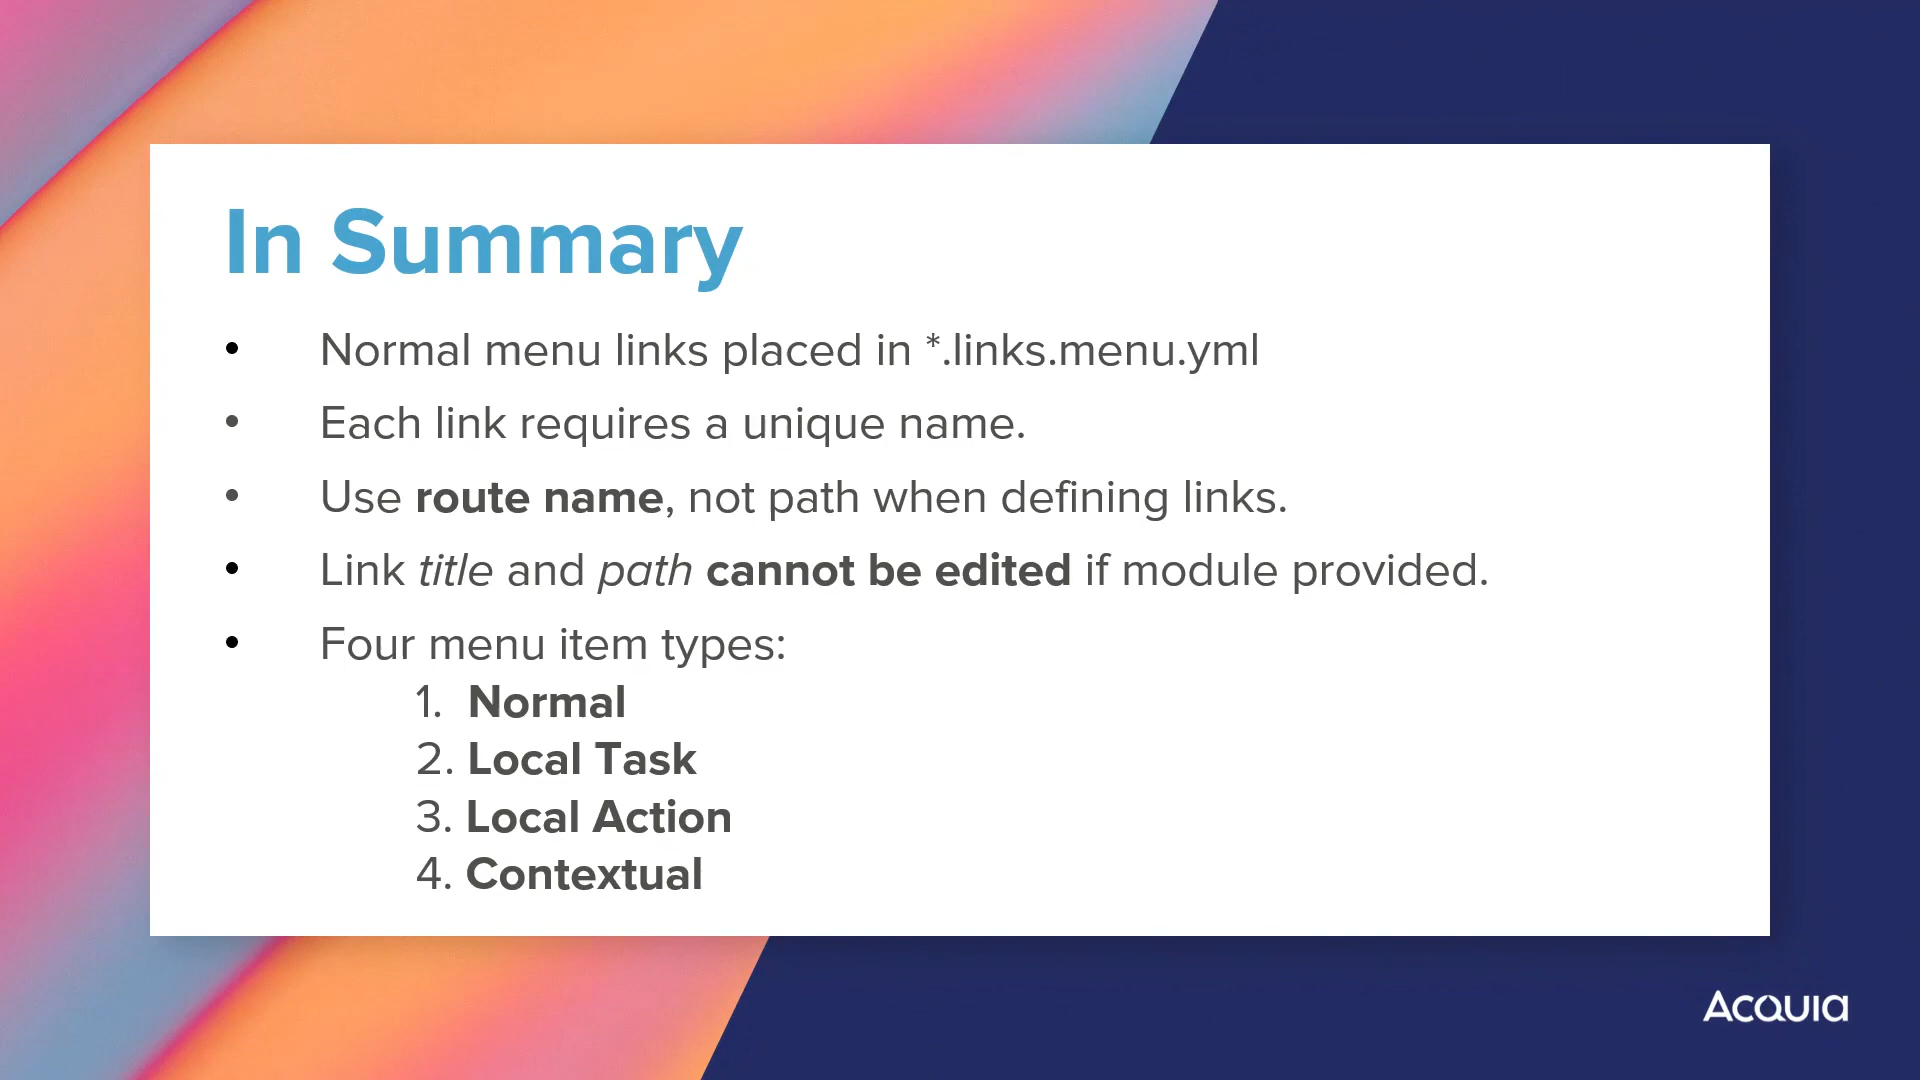 In Summary
• Normal menu links placed in *.links.menu.yml
• Each link requires a unique name.
• Use route name, not path when defining links.
• Link title and path cannot be edited if module provided.
• Four menu item types:
1. Normal
2. Local Task
3. Local Action
4. Contextual
Acquia